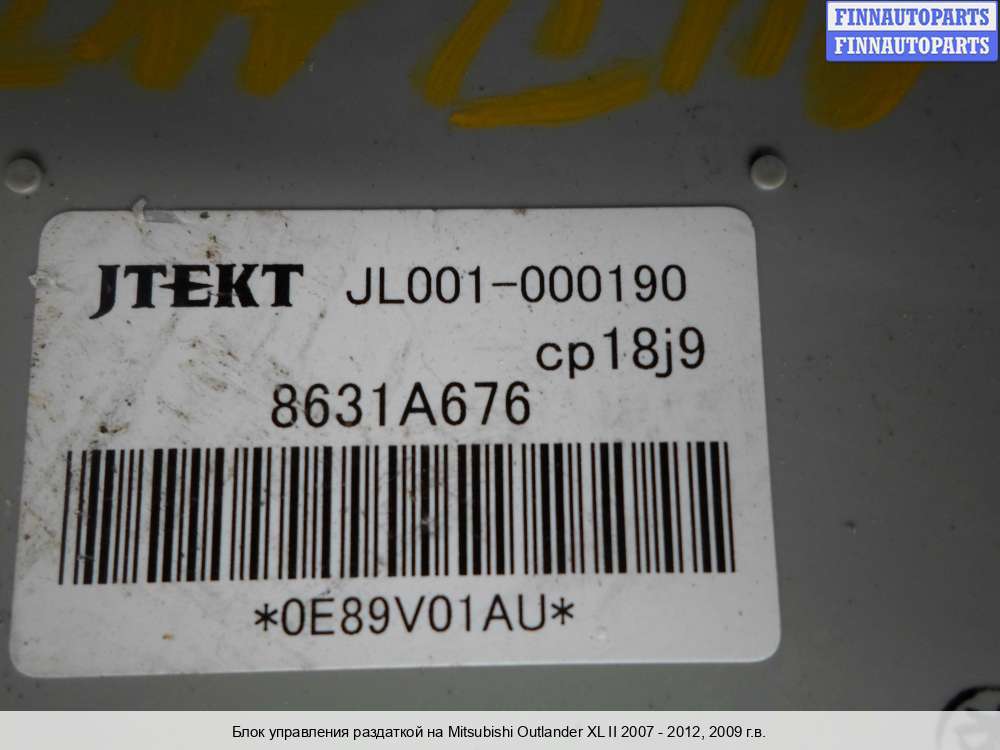 FINNAUTOPARTS
FINNAUTOPARTS
JTEKT JL001-000190
cp18j9
8631A676
*0E89V01AU*
Блок управления раздаткой на Mitsubishi Outlander XL II 2007 - 2012, 2009 г.в.